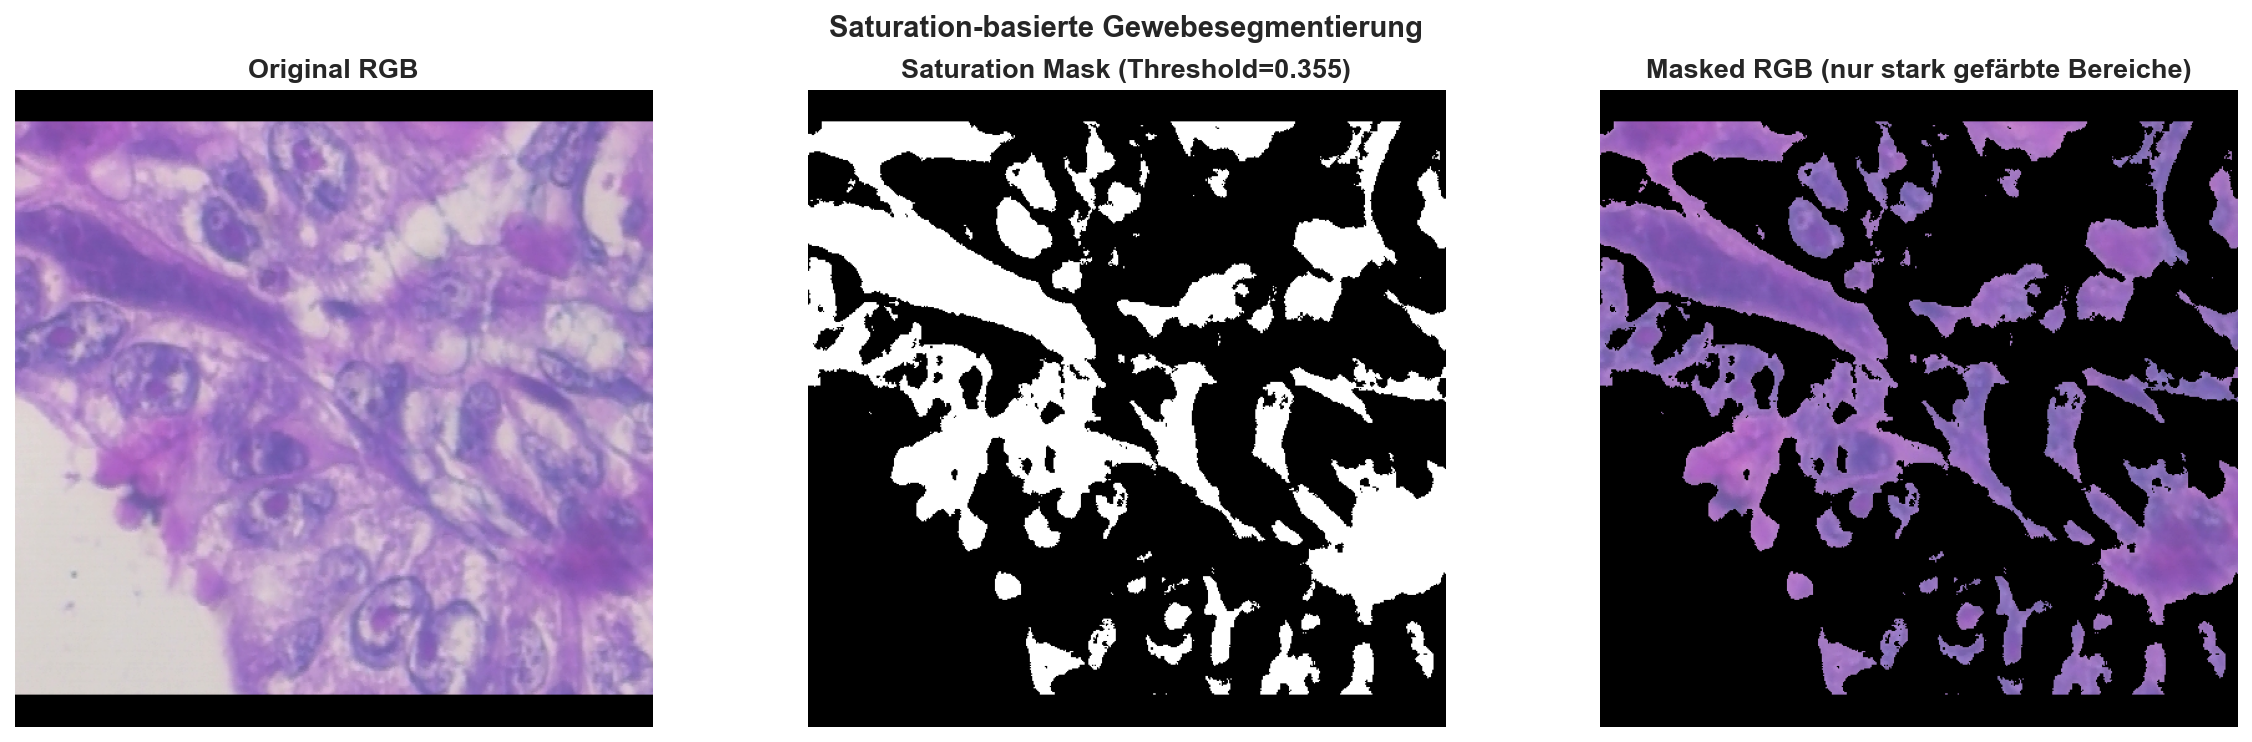 Saturation-basierte Gewebesegmentierung
Original RGB
Saturation Mask (Threshold=0.355)
Masked RGB (nur stark gefärbte Bereiche)